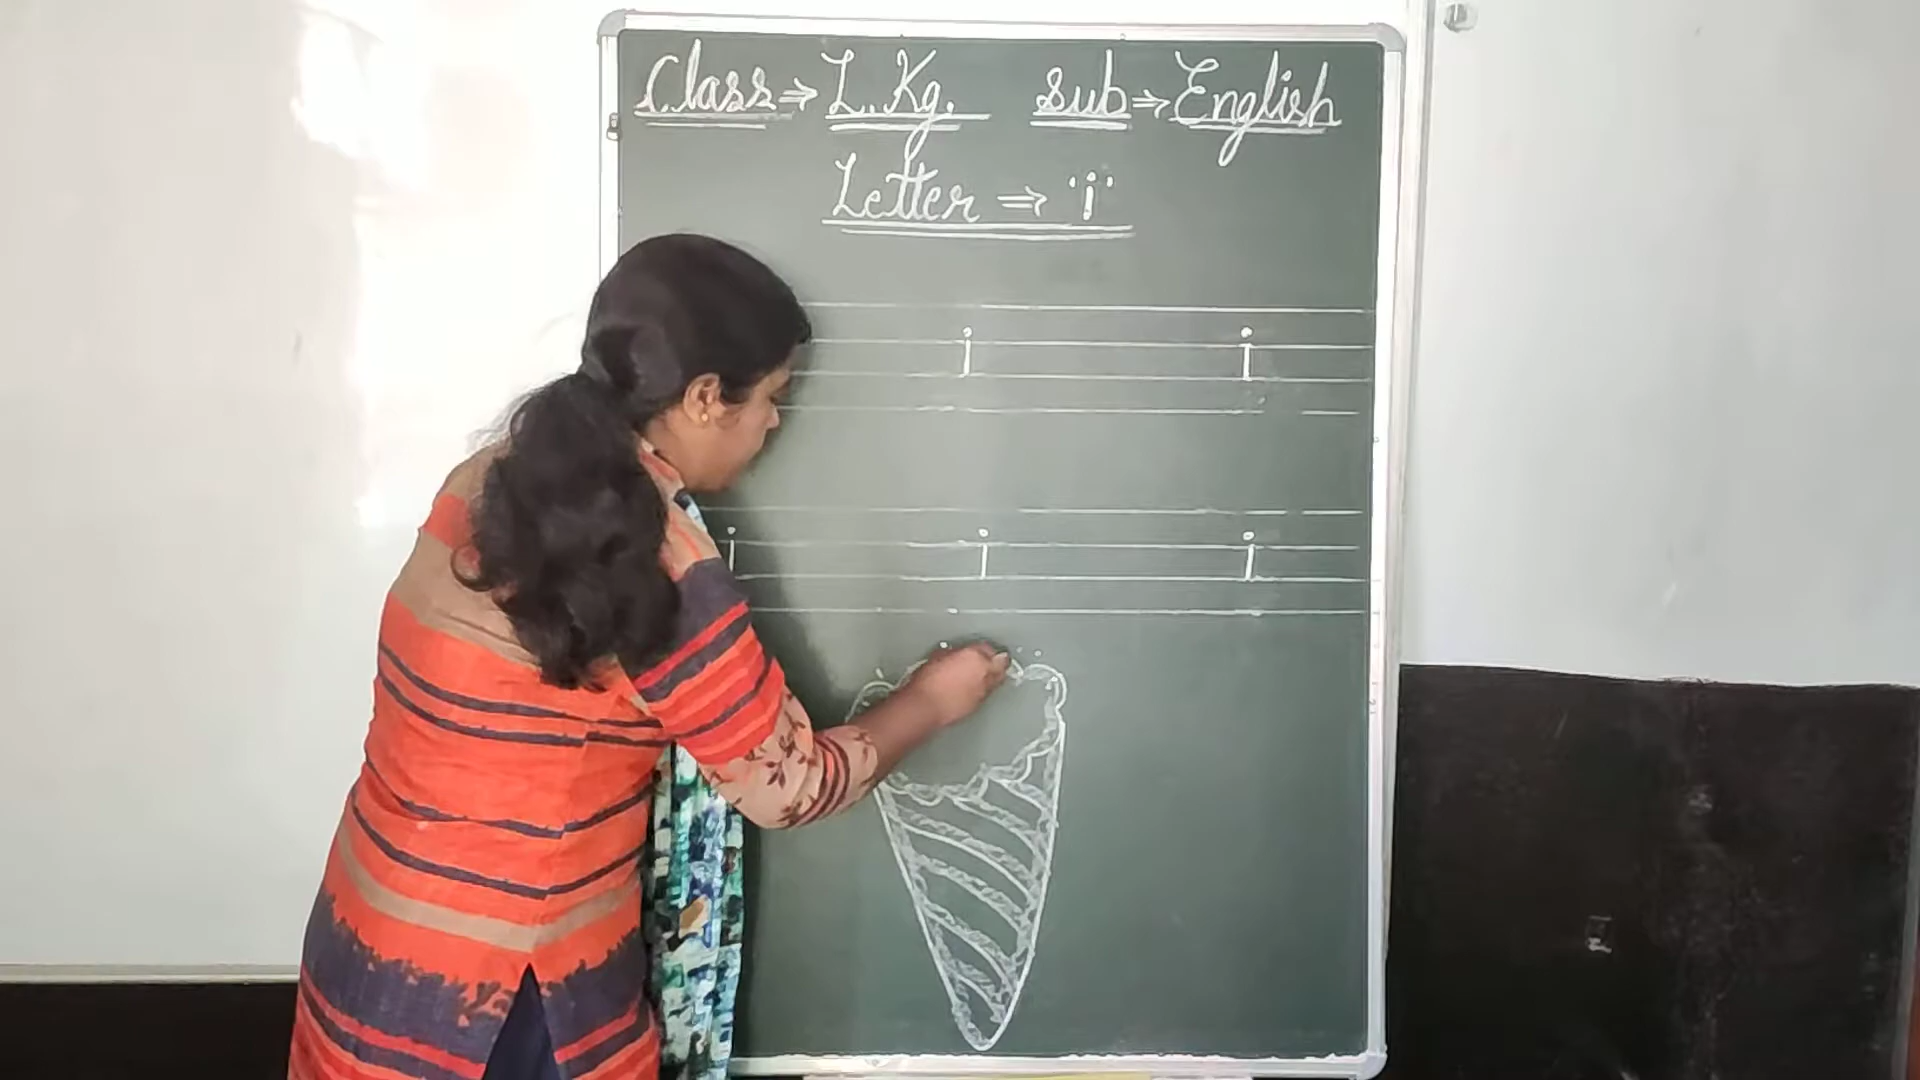 Class ⇒ L.Kg. Sub ⇒ English
Letter ⇒ 'i'
i i
i i i